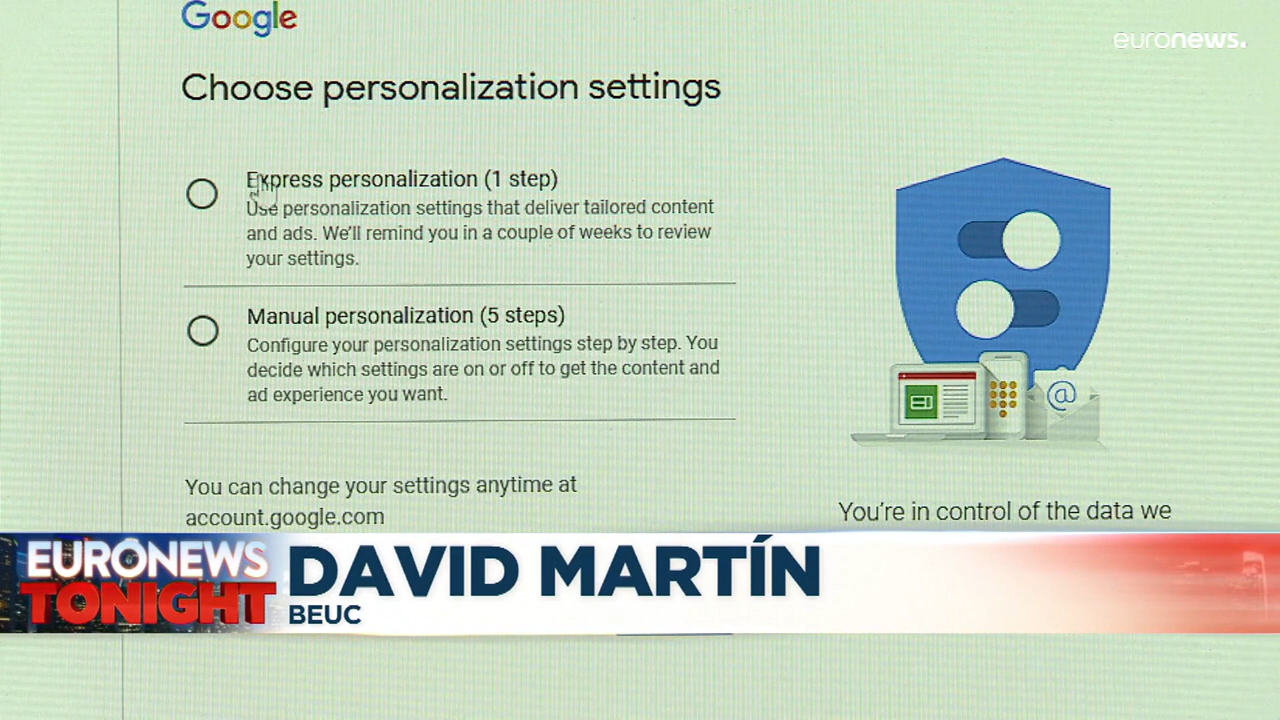 Google
euronews.
Choose personalization settings
Express personalization (1 step)
Use personalization settings that deliver tailored content
and ads. We'll remind you in a couple of weeks to review
your settings.
Manual personalization (5 steps)
Configure your personalization settings step by step. You
decide which settings are on or off to get the content and
ad experience you want.
@
You can change your settings anytime at
account.google.com
You're in control of the data we
EURONEWS
TONIGHT
DAVID MARTÍN
BEUC